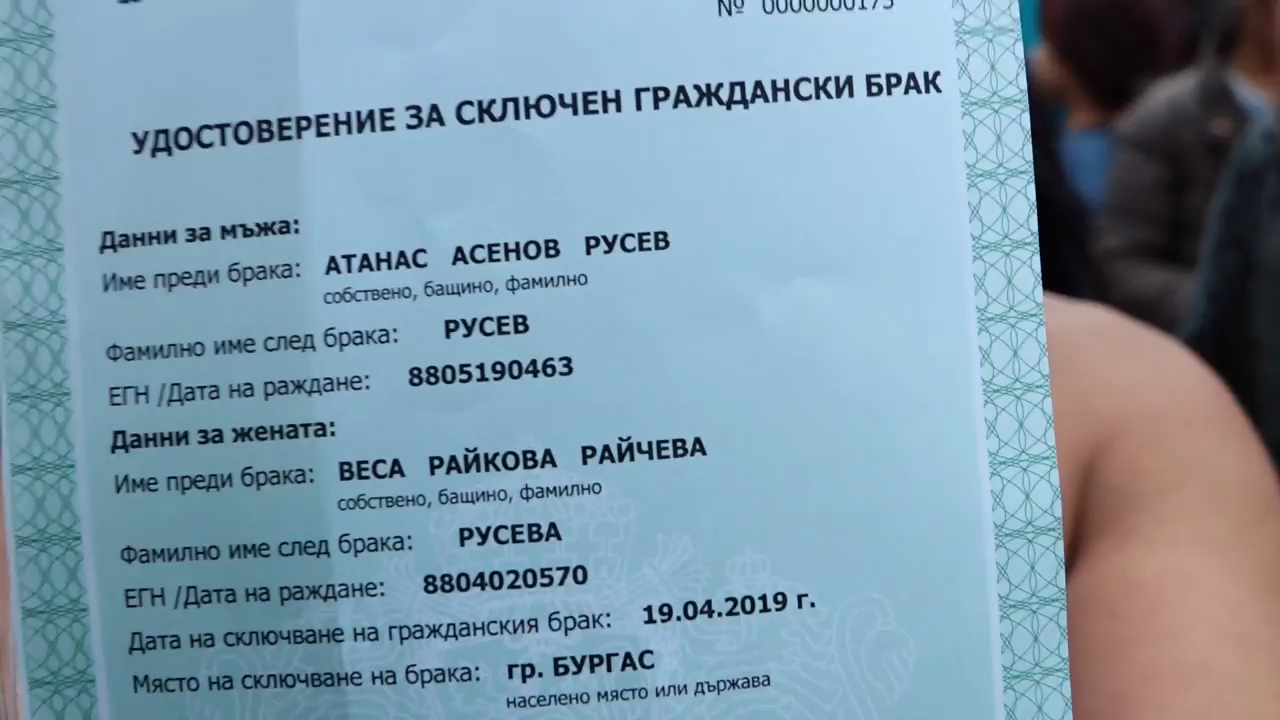 № 0000000175
УДОСТОВЕРЕНИЕ ЗА СКЛЮЧЕН ГРАЖДАНСКИ БРАК
Данни за мъжа:
Име преди брака: АТАНАС АСЕНОВ РУСЕВ
собствено, бащино, фамилно
Фамилно име след брака: РУСЕВ
ЕГН /Дата на раждане: 8805190463
Данни за жената:
Име преди брака: ВЕСА РАЙКОВА РАЙЧЕВА
собствено, бащино, фамилно
Фамилно име след брака: РУСЕВА
ЕГН /Дата на раждане: 8804020570
Дата на сключване на гражданския брак: 19.04.2019 г.
Място на сключване на брака: гр. БУРГАС
населено място или държава